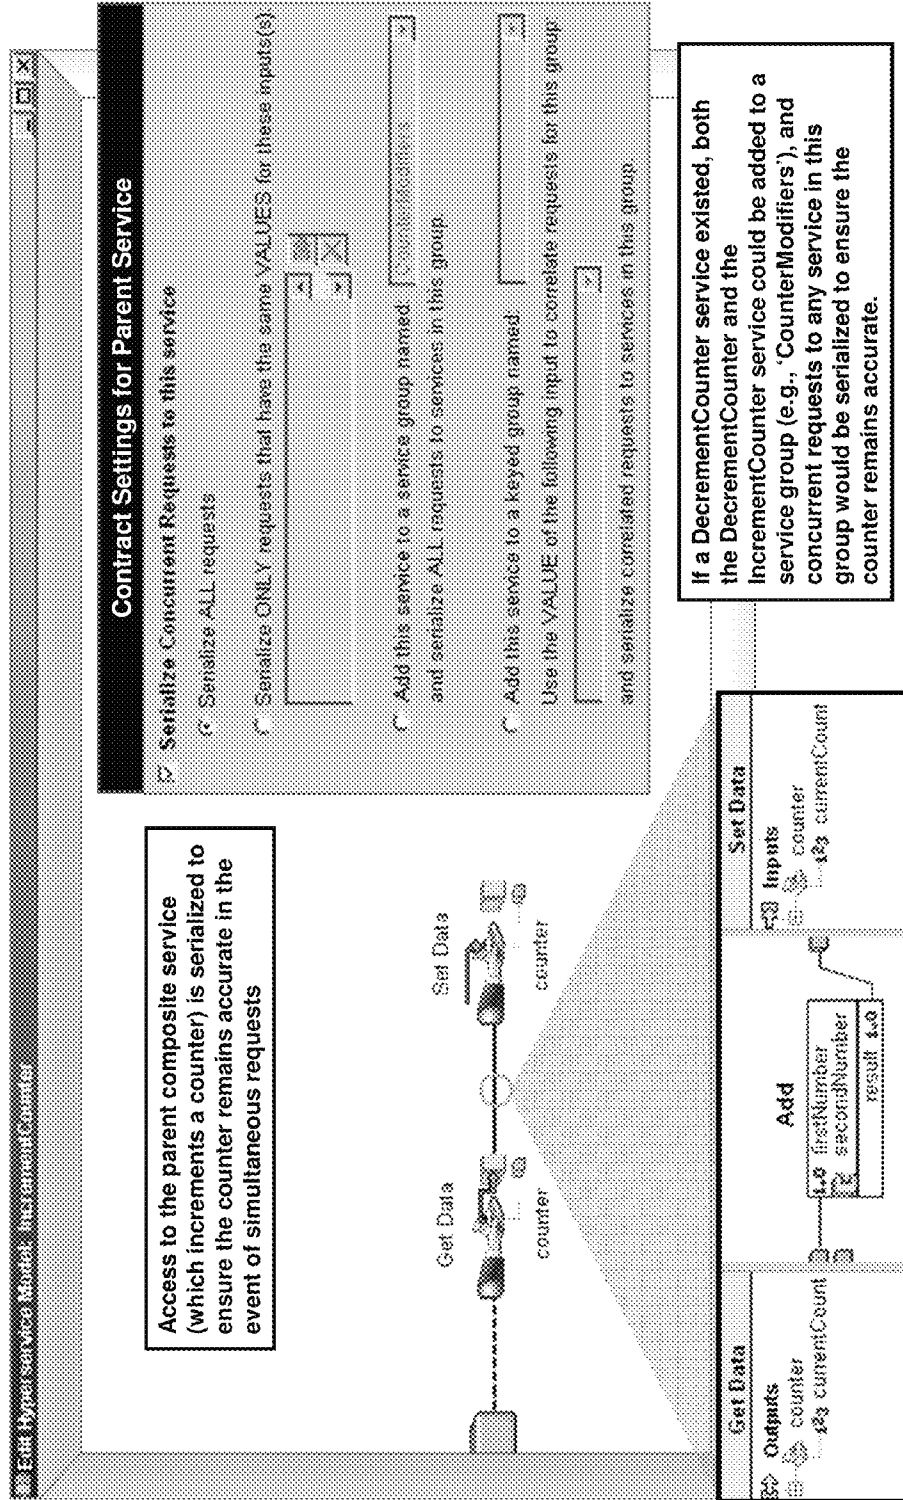 Edit Hyperservice Model: IncrementCounter
Contract Settings for Parent Service
Serialize Concurrent Requests to this service
Serialize ALL requests
Serialize ONLY requests that have the same VALUES for these inputs(s).
Add this service to a service group named
CounterModifiers
and serialize ALL requests to services in this group
Add this service to a keyed group named
Use the VALUE of the following input to correlate requests for this group
and serialize correlated requests to services in this group
Access to the parent composite service
(which increments a counter) is serialized to
ensure the counter remains accurate in the
event of simultaneous requests
Get Data
counter
Set Data
counter
If a DecrementCounter service existed, both
the DecrementCounter and the
IncrementCounter service could be added to a
service group (e.g., ‘CounterModifiers’), and
concurrent requests to any service in this
group would be serialized to ensure the
counter remains accurate.
Get Data
Outputs
counter
123 currentCount
Add
1.0 firstNumber
secondNumber
result 1.0
Set Data
Inputs
counter
123 currentCount